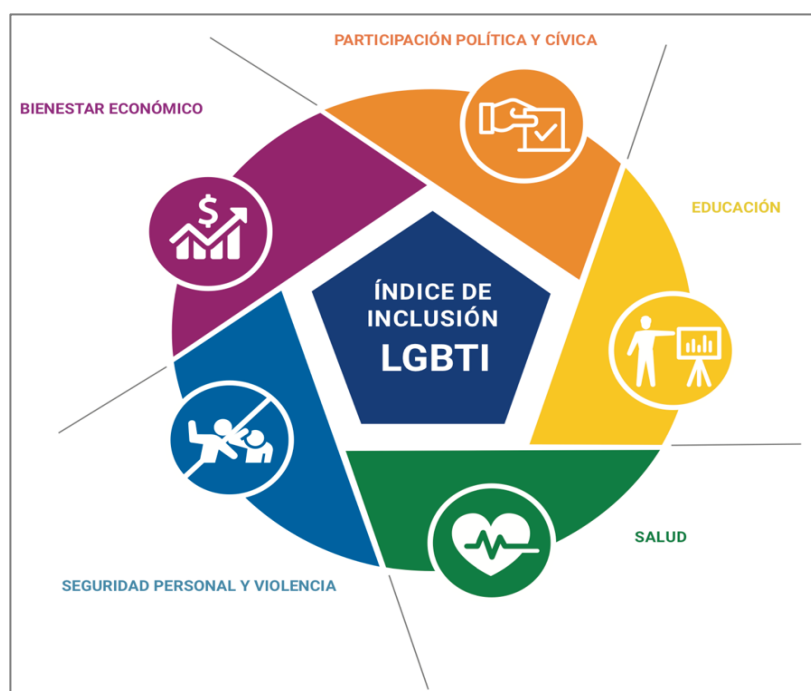 PARTICIPACIÓN POLÍTICA Y CÍVICA
BIENESTAR ECONÓMICO
EDUCACIÓN
ÍNDICE DE
INCLUSIÓN
LGBTI
SALUD
SEGURIDAD PERSONAL Y VIOLENCIA
$